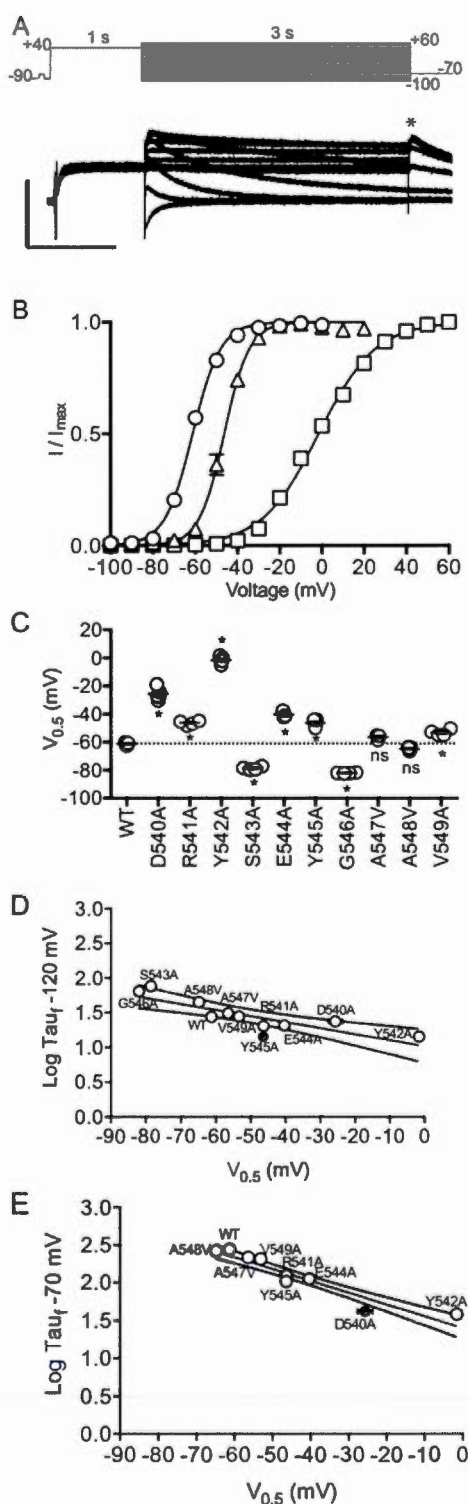 A
+40 1 s 3 s +60
-90 -70
-100
*
B
I / Imax
1.0
0.5
0.0
-100 -80 -60 -40 -20 0 20 40 60
Voltage (mV)
C
V0.5 (mV)
20
0
-20
-40
-60
-80
-100
* * * * * * * ns ns *
WT D540A R541A Y542A S543A E544A Y545A G546A A547V A548V V549A
D
Log Tauf -120 mV
3.0
2.5
2.0
1.5
1.0
0.5
0.0
S543A
G546A
A548V
A547V
WT
V549A
R541A
Y545A
E544A
D540A
Y542A
-90 -80 -70 -60 -50 -40 -30 -20 -10 0
V0.5 (mV)
E
Log Tauf -70 mV
3.0
2.5
2.0
1.5
1.0
0.5
0.0
WT
A548V
V549A
A547V
R541A
E544A
Y545A
D540A
Y542A
-90 -80 -70 -60 -50 -40 -30 -20 -10 0
V0.5 (mV)